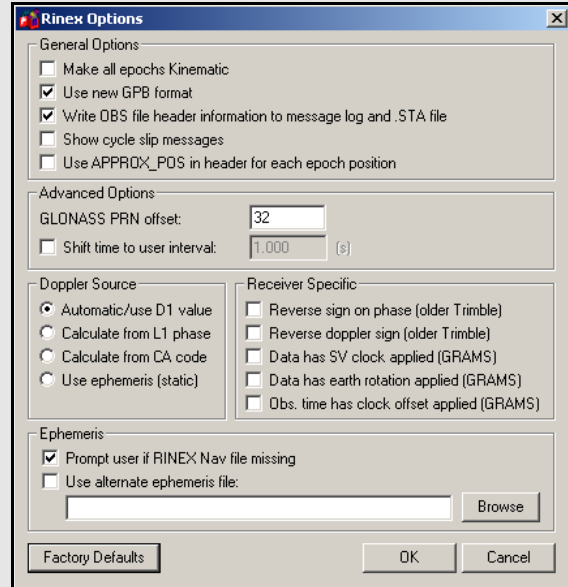 Rinex Options
General Options
Make all epochs Kinematic
Use new GPB format
Write OBS file header information to message log and .STA file
Show cycle slip messages
Use APPROX_POS in header for each epoch position
Advanced Options
GLONASS PRN offset: 32
Shift time to user interval: 1.000 (s)
Doppler Source
Automatic/use D1 value
Calculate from L1 phase
Calculate from CA code
Use ephemeris (static)
Receiver Specific
Reverse sign on phase (older Trimble)
Reverse doppler sign (older Trimble)
Data has SV clock applied (GRAMS)
Data has earth rotation applied (GRAMS)
Obs. time has clock offset applied (GRAMS)
Ephemeris
Prompt user if RINEX Nav file missing
Use alternate ephemeris file:
Browse
Factory Defaults
OK
Cancel